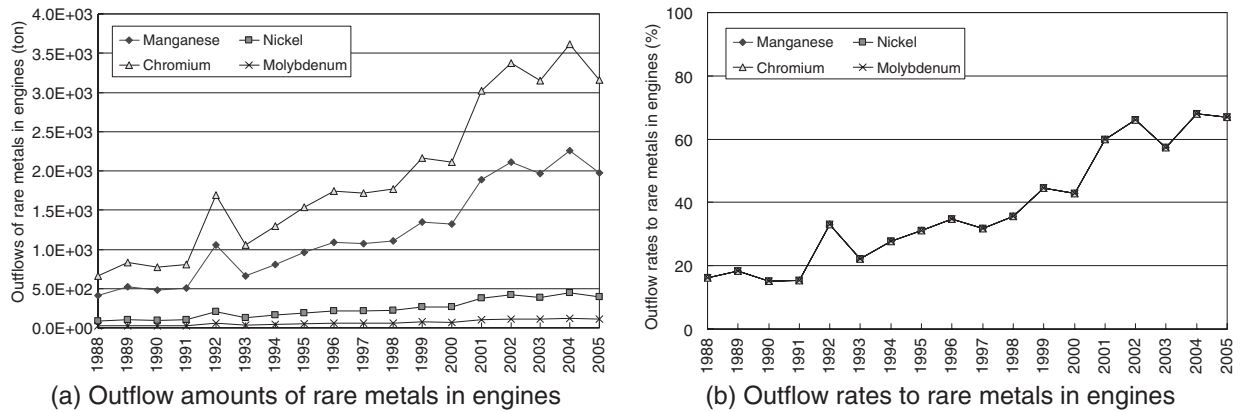 Outflows of rare metals in engines (ton)
4.0E+03
3.5E+03
3.0E+03
2.5E+03
2.0E+03
1.5E+03
1.0E+03
5.0E+02
0.0E+00
Manganese Nickel
Chromium Molybdenum
1988 1989 1990 1991 1992 1993 1994 1995 1996 1997 1998 1999 2000 2001 2002 2003 2004 2005
(a) Outflow amounts of rare metals in engines
Outflow rates to rare metals in engines (%)
100
80
60
40
20
0
Manganese Nickel
Chromium Molybdenum
1988 1989 1990 1991 1992 1993 1994 1995 1996 1997 1998 1999 2000 2001 2002 2003 2004 2005
(b) Outflow rates to rare metals in engines